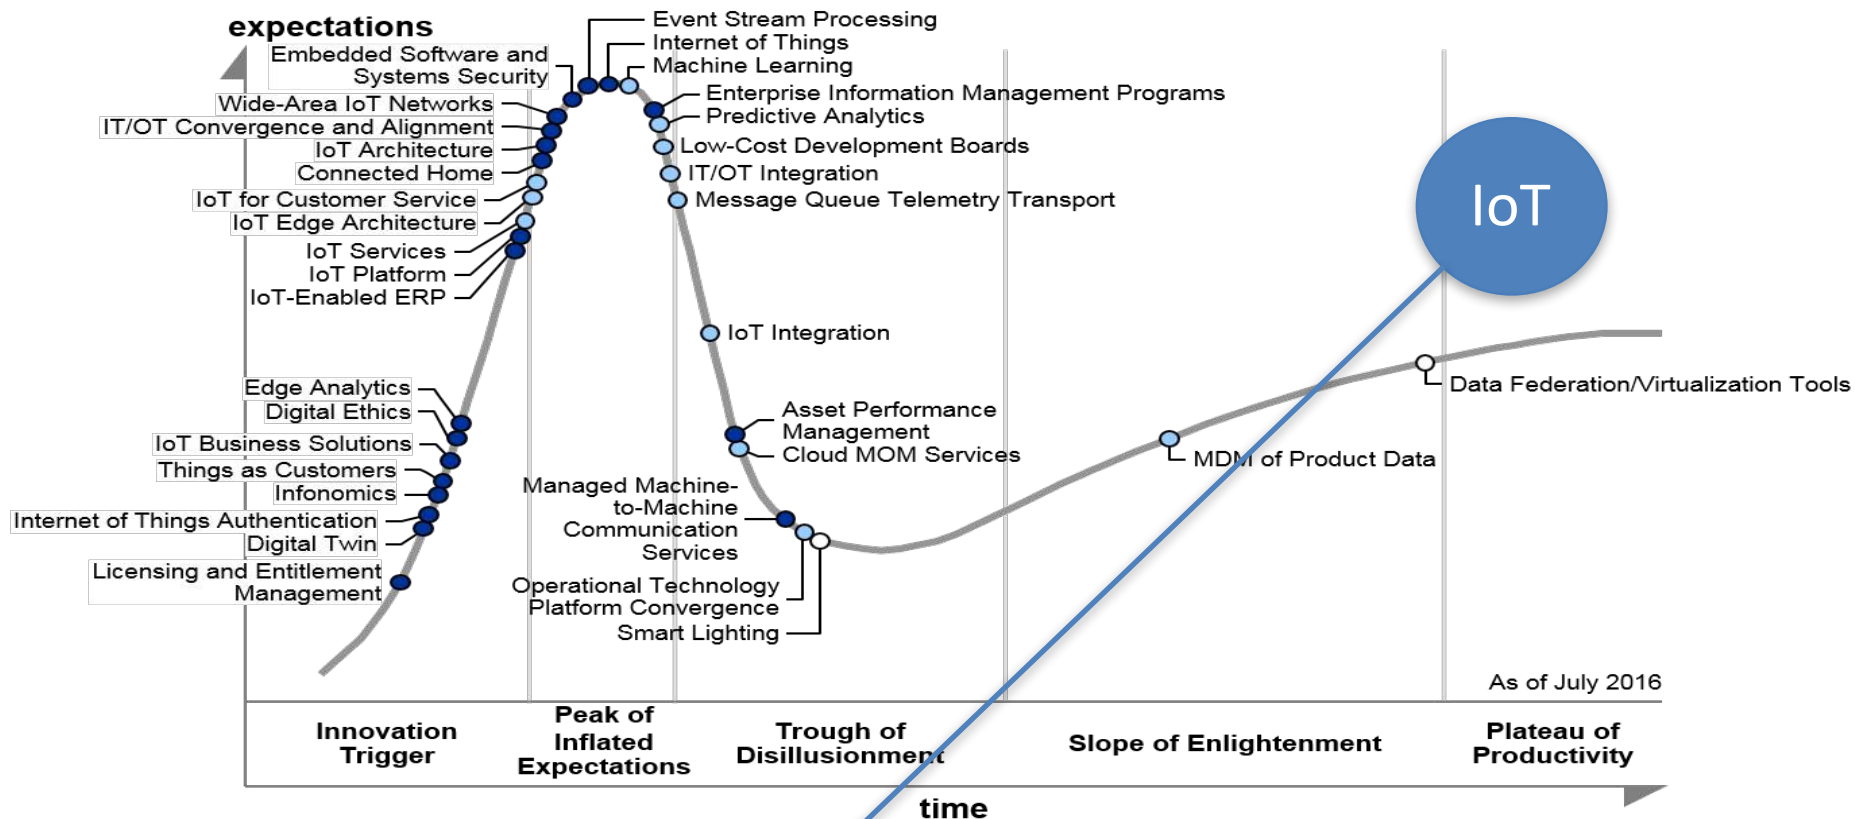 expectations
Event Stream Processing
Internet of Things
Machine Learning
Embedded Software and
Systems Security
Wide-Area IoT Networks
IT/OT Convergence and Alignment
IoT Architecture
Connected Home
IoT for Customer Service
IoT Edge Architecture
IoT Services
IoT Platform
IoT-Enabled ERP
Enterprise Information Management Programs
Predictive Analytics
Low-Cost Development Boards
IT/OT Integration
Message Queue Telemetry Transport
IoT
IoT Integration
Edge Analytics
Digital Ethics
IoT Business Solutions
Things as Customers
Infonomics
Internet of Things Authentication
Digital Twin
Licensing and Entitlement
Management
Asset Performance
Management
Cloud MOM Services
Managed Machine-
to-Machine
Communication
Services
Operational Technology
Platform Convergence
Smart Lighting
MDM of Product Data
Data Federation/Virtualization Tools
As of July 2016
Innovation
Trigger
Peak of
Inflated
Expectations
Trough of
Disillusionment
Slope of Enlightenment
Plateau of
Productivity
time